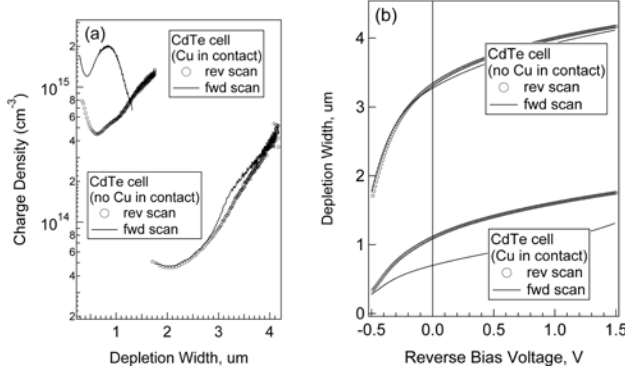 (a)
CdTe cell
(Cu in contact)
rev scan
fwd scan
CdTe cell
(no Cu in contact)
rev scan
fwd scan
Charge Density (cm⁻³)
2
10¹⁵
8
6
4
2
10¹⁴
8
6
4
2
1
2
3
4
Depletion Width, um
(b)
CdTe cell
(no Cu in contact)
rev scan
fwd scan
CdTe cell
(Cu in contact)
rev scan
fwd scan
Depletion Width, um
4
3
2
1
0
-0.5
0.0
0.5
1.0
1.5
Reverse Bias Voltage, V